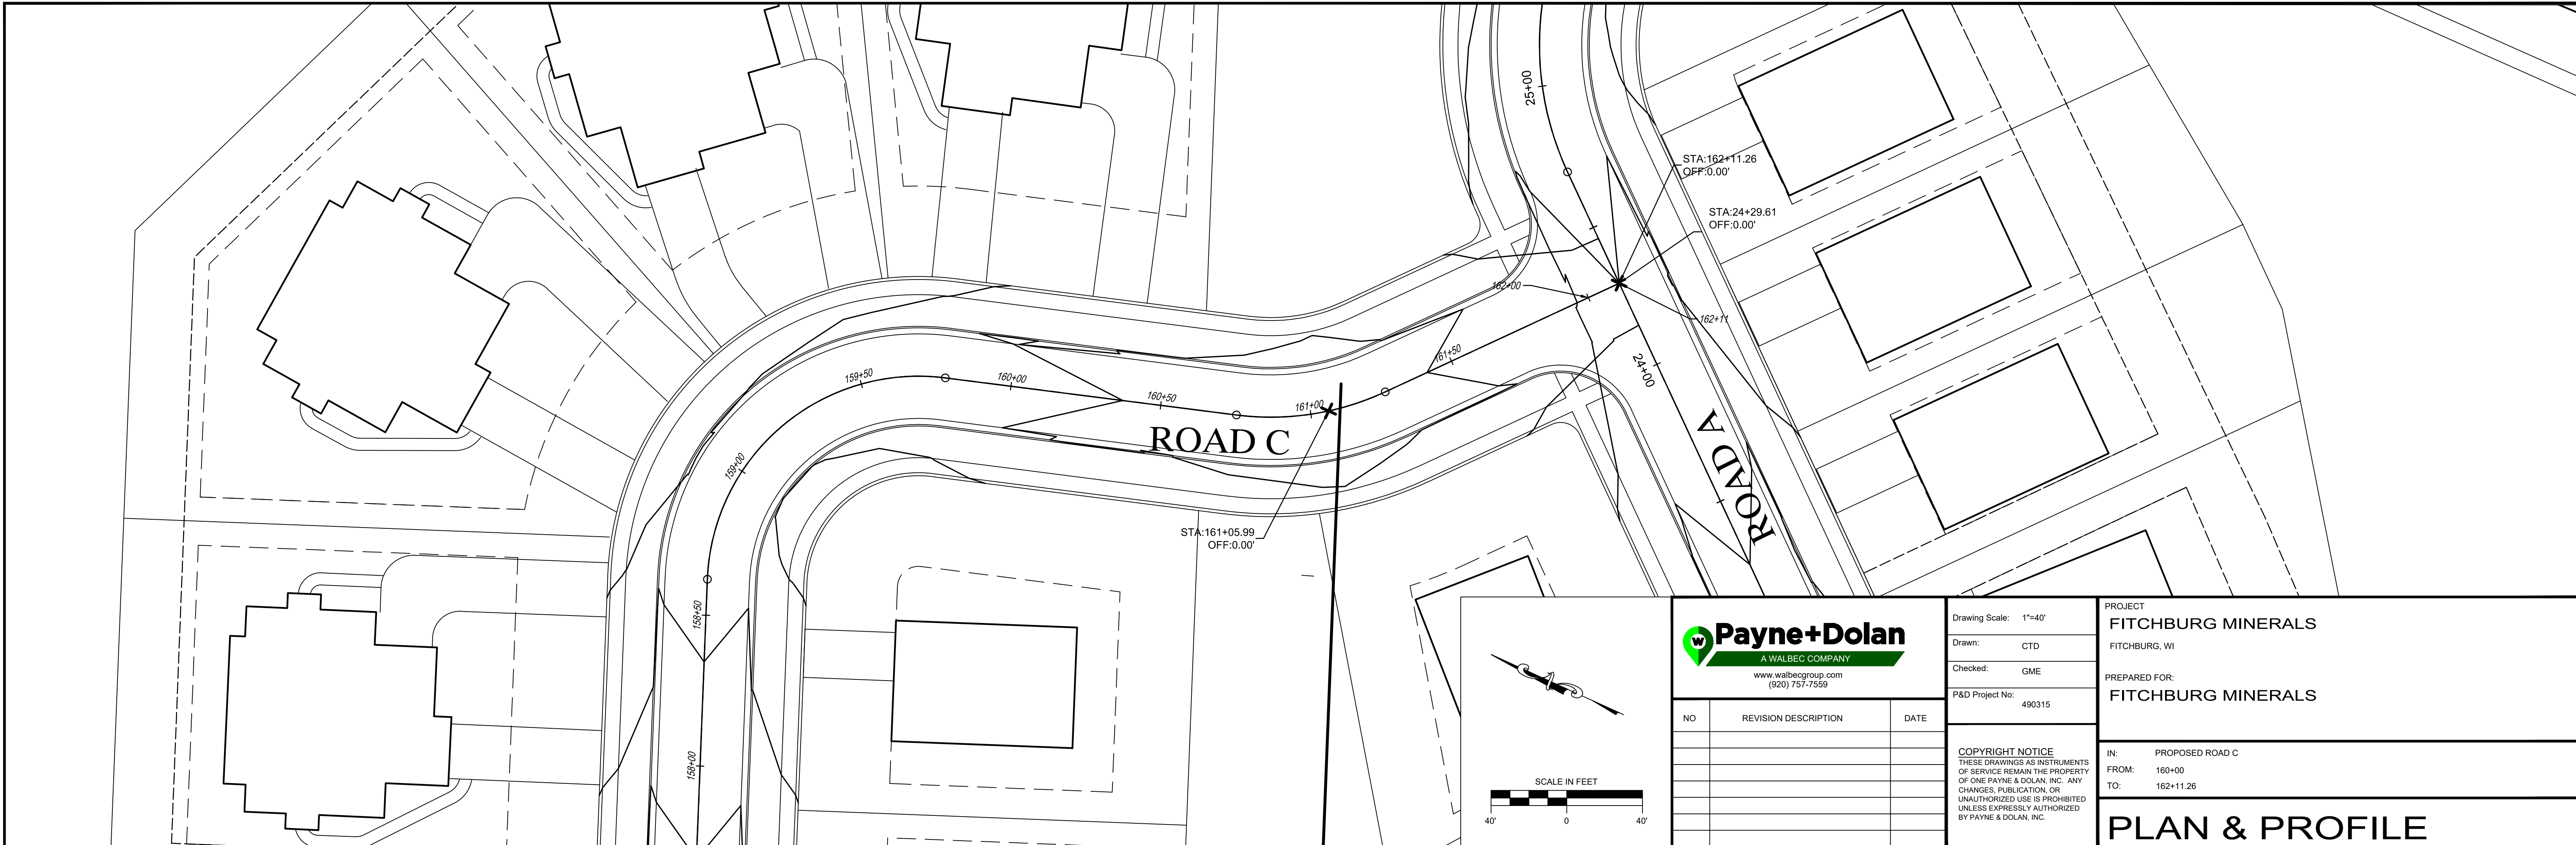 25+00
STA:162+11.26
OFF:0.00'
STA:24+29.61
OFF:0.00'
162+00
162+11
161+50
24+00
159+50
160+00
160+50
161+00
ROAD C
ROAD A
159+00
STA:161+05.99
OFF:0.00'
158+50
158+00
SCALE IN FEET
40' 0 40'
W Payne+Dolan
A WALBEC COMPANY
www.walbecgroup.com
(920) 757-7559
NO REVISION DESCRIPTION DATE
Drawing Scale: 1"=40'
Drawn: CTD
Checked: GME
P&D Project No:
490315
COPYRIGHT NOTICE
THESE DRAWINGS AS INSTRUMENTS
OF SERVICE REMAIN THE PROPERTY
OF ONE PAYNE & DOLAN, INC. ANY
CHANGES, PUBLICATION, OR
UNAUTHORIZED USE IS PROHIBITED
UNLESS EXPRESSLY AUTHORIZED
BY PAYNE & DOLAN, INC.
PROJECT
FITCHBURG MINERALS
FITCHBURG, WI
PREPARED FOR:
FITCHBURG MINERALS
IN: PROPOSED ROAD C
FROM: 160+00
TO: 162+11.26
PLAN & PROFILE